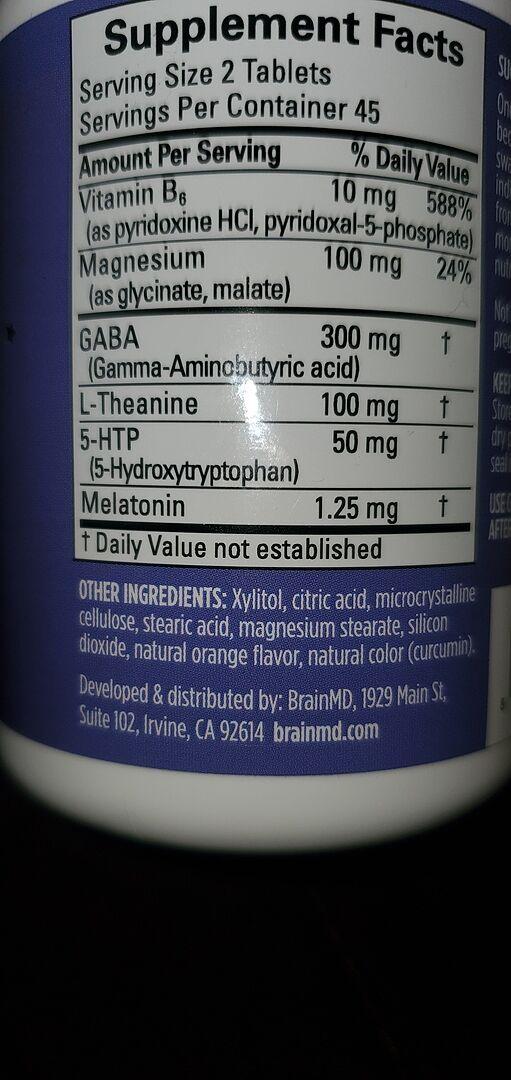 Supplement Facts
Serving Size 2 Tablets
Servings Per Container 45
Amount Per Serving % Daily Value
Vitamin B₆ 10 mg 588%
(as pyridoxine HCl, pyridoxal-5-phosphate)
Magnesium 100 mg 24%
(as glycinate, malate)
GABA 300 mg †
(Gamma-Aminobutyric acid)
L-Theanine 100 mg †
5-HTP 50 mg †
(5-Hydroxytryptophan)
Melatonin 1.25 mg †
† Daily Value not established
OTHER INGREDIENTS: Xylitol, citric acid, microcrystalline
cellulose, stearic acid, magnesium stearate, silicon
dioxide, natural orange flavor, natural color (curcumin).
Developed & distributed by: BrainMD, 1929 Main St,
Suite 102, Irvine, CA 92614 brainmd.com